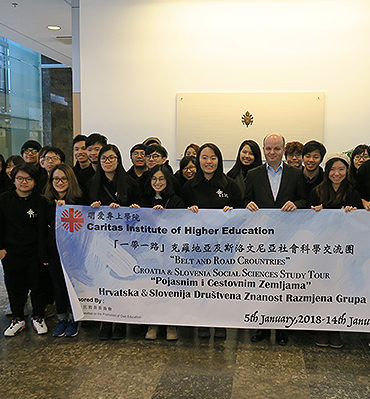 明愛專上學院
Caritas Institute of Higher Education
「一帶一路」克羅地亞及斯洛文尼亞社會科學交流團
"Belt and Road Crountries"
Croatia & Slovenia Social Sciences Study Tour
"Pojasnim i Cestovnim Zemljama"
Hrvatska & Slovenija Društvena Znanost Razmjena Grupa
5th January,2018-14th Janu
sored By :